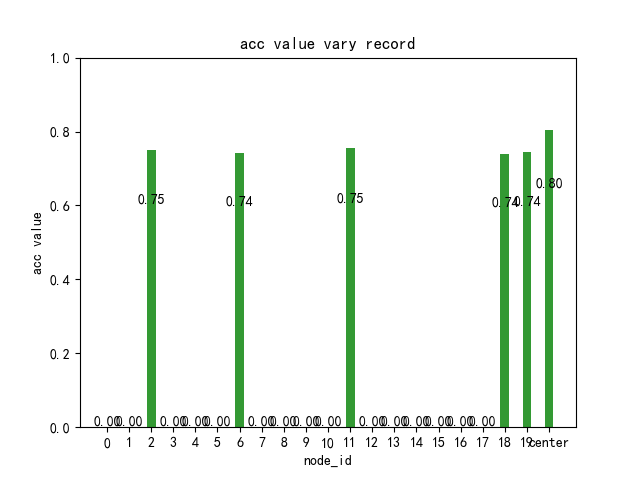 acc value vary record
acc value
1.0
0.8
0.6
0.4
0.2
0.0
0.00 0.00 0.75 0.00 0.00 0.00 0.74 0.00 0.00 0.00 0.00 0.75 0.00 0.00 0.00 0.00 0.00 0.00 0.74 0.74 0.80
0 1 2 3 4 5 6 7 8 9 10 11 12 13 14 15 16 17 18 19 center
node_id